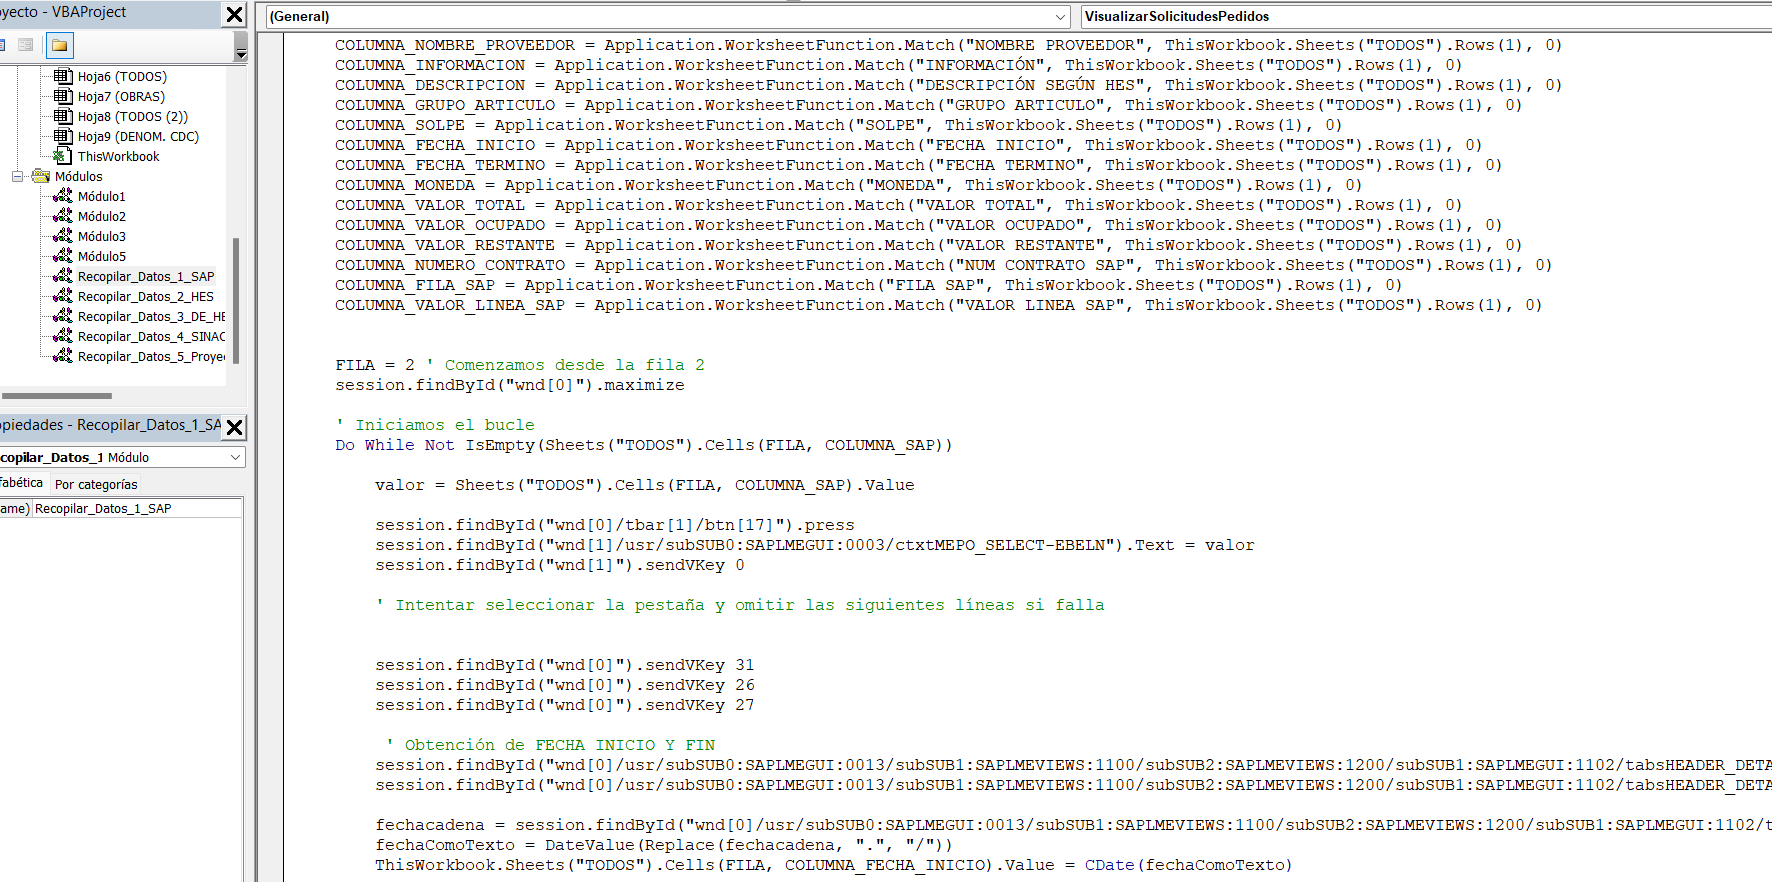 oyecto - VBAProject
Hoja6 (TODOS)
Hoja7 (OBRAS)
Hoja8 (TODOS (2))
Hoja9 (DENOM. CDC)
ThisWorkbook
Módulos
Módulo1
Módulo2
Módulo3
Módulo5
Recopilar_Datos_1_SAP
Recopilar_Datos_2_HES
Recopilar_Datos_3_DE_HE
Recopilar_Datos_4_SINAC
Recopilar_Datos_5_Proye
opiedades - Recopilar_Datos_1_SA
ecopilar_Datos_1 Módulo
fabética Por categorías
ame) Recopilar_Datos_1_SAP
(General) VisualizarSolicitudesPedidos
COLUMNA_NOMBRE_PROVEEDOR = Application.WorksheetFunction.Match("NOMBRE PROVEEDOR", ThisWorkbook.Sheets("TODOS").Rows(1), 0)
COLUMNA_INFORMACION = Application.WorksheetFunction.Match("INFORMACIÓN", ThisWorkbook.Sheets("TODOS").Rows(1), 0)
COLUMNA_DESCRIPCION = Application.WorksheetFunction.Match("DESCRIPCIÓN SEGÚN HES", ThisWorkbook.Sheets("TODOS").Rows(1), 0)
COLUMNA_GRUPO_ARTICULO = Application.WorksheetFunction.Match("GRUPO ARTICULO", ThisWorkbook.Sheets("TODOS").Rows(1), 0)
COLUMNA_SOLPE = Application.WorksheetFunction.Match("SOLPE", ThisWorkbook.Sheets("TODOS").Rows(1), 0)
COLUMNA_FECHA_INICIO = Application.WorksheetFunction.Match("FECHA INICIO", ThisWorkbook.Sheets("TODOS").Rows(1), 0)
COLUMNA_FECHA_TERMINO = Application.WorksheetFunction.Match("FECHA TERMINO", ThisWorkbook.Sheets("TODOS").Rows(1), 0)
COLUMNA_MONEDA = Application.WorksheetFunction.Match("MONEDA", ThisWorkbook.Sheets("TODOS").Rows(1), 0)
COLUMNA_VALOR_TOTAL = Application.WorksheetFunction.Match("VALOR TOTAL", ThisWorkbook.Sheets("TODOS").Rows(1), 0)
COLUMNA_VALOR_OCUPADO = Application.WorksheetFunction.Match("VALOR OCUPADO", ThisWorkbook.Sheets("TODOS").Rows(1), 0)
COLUMNA_VALOR_RESTANTE = Application.WorksheetFunction.Match("VALOR RESTANTE", ThisWorkbook.Sheets("TODOS").Rows(1), 0)
COLUMNA_NUMERO_CONTRATO = Application.WorksheetFunction.Match("NUM CONTRATO SAP", ThisWorkbook.Sheets("TODOS").Rows(1), 0)
COLUMNA_FILA_SAP = Application.WorksheetFunction.Match("FILA SAP", ThisWorkbook.Sheets("TODOS").Rows(1), 0)
COLUMNA_VALOR_LINEA_SAP = Application.WorksheetFunction.Match("VALOR LINEA SAP", ThisWorkbook.Sheets("TODOS").Rows(1), 0)
FILA = 2 ' Comenzamos desde la fila 2
session.findById("wnd[0]").maximize
' Iniciamos el bucle
Do While Not IsEmpty(Sheets("TODOS").Cells(FILA, COLUMNA_SAP))
valor = Sheets("TODOS").Cells(FILA, COLUMNA_SAP).Value
session.findById("wnd[0]/tbar[1]/btn[17]").press
session.findById("wnd[1]/usr/subSUB0:SAPLMEGUI:0003/ctxtMEPO_SELECT-EBELN").Text = valor
session.findById("wnd[1]").sendVKey 0
' Intentar seleccionar la pestaña y omitir las siguientes líneas si falla
session.findById("wnd[0]").sendVKey 31
session.findById("wnd[0]").sendVKey 26
session.findById("wnd[0]").sendVKey 27
' Obtención de FECHA INICIO Y FIN
session.findById("wnd[0]/usr/subSUB0:SAPLMEGUI:0013/subSUB1:SAPLMEVIEWS:1100/subSUB2:SAPLMEVIEWS:1200/subSUB1:SAPLMEGUI:1102/tabsHEADER_DETA
session.findById("wnd[0]/usr/subSUB0:SAPLMEGUI:0013/subSUB1:SAPLMEVIEWS:1100/subSUB2:SAPLMEVIEWS:1200/subSUB1:SAPLMEGUI:1102/tabsHEADER_DETA
fechacadena = session.findById("wnd[0]/usr/subSUB0:SAPLMEGUI:0013/subSUB1:SAPLMEVIEWS:1100/subSUB2:SAPLMEVIEWS:1200/subSUB1:SAPLMEGUI:1102/t
fechaComoTexto = DateValue(Replace(fechacadena, ".", "/"))
ThisWorkbook.Sheets("TODOS").Cells(FILA, COLUMNA_FECHA_INICIO).Value = CDate(fechaComoTexto)